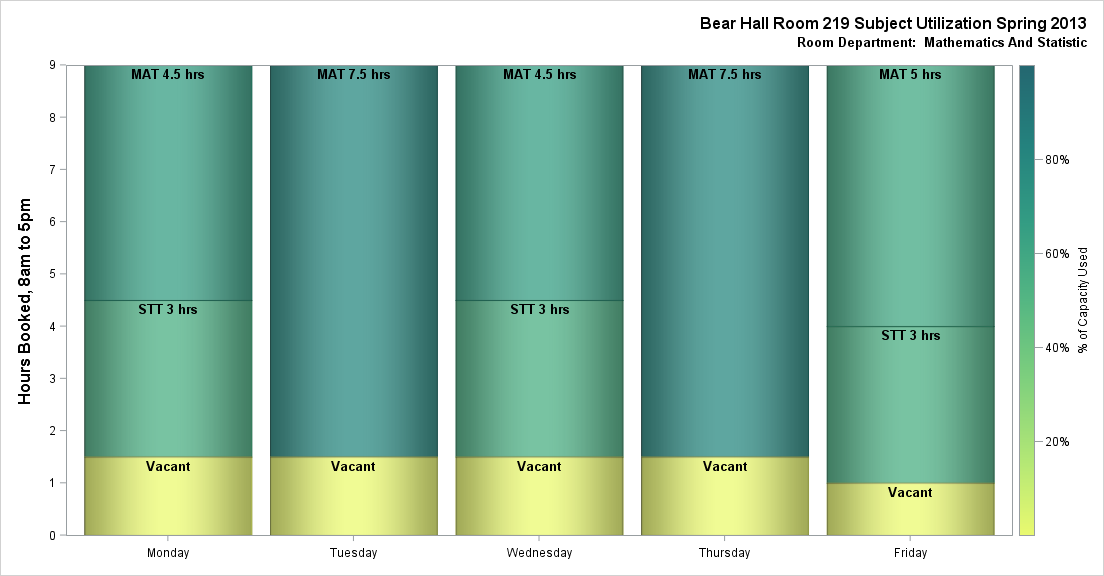 Bear Hall Room 219 Subject Utilization Spring 2013
Room Department:  Mathematics And Statistic
Hours Booked, 8am to 5pm
9
8
7
6
5
4
3
2
1
0
MAT 4.5 hrs
STT 3 hrs
Vacant
MAT 7.5 hrs
Vacant
MAT 4.5 hrs
STT 3 hrs
Vacant
MAT 7.5 hrs
Vacant
MAT 5 hrs
STT 3 hrs
Vacant
Monday
Tuesday
Wednesday
Thursday
Friday
80%
60%
40%
20%
% of Capacity Used